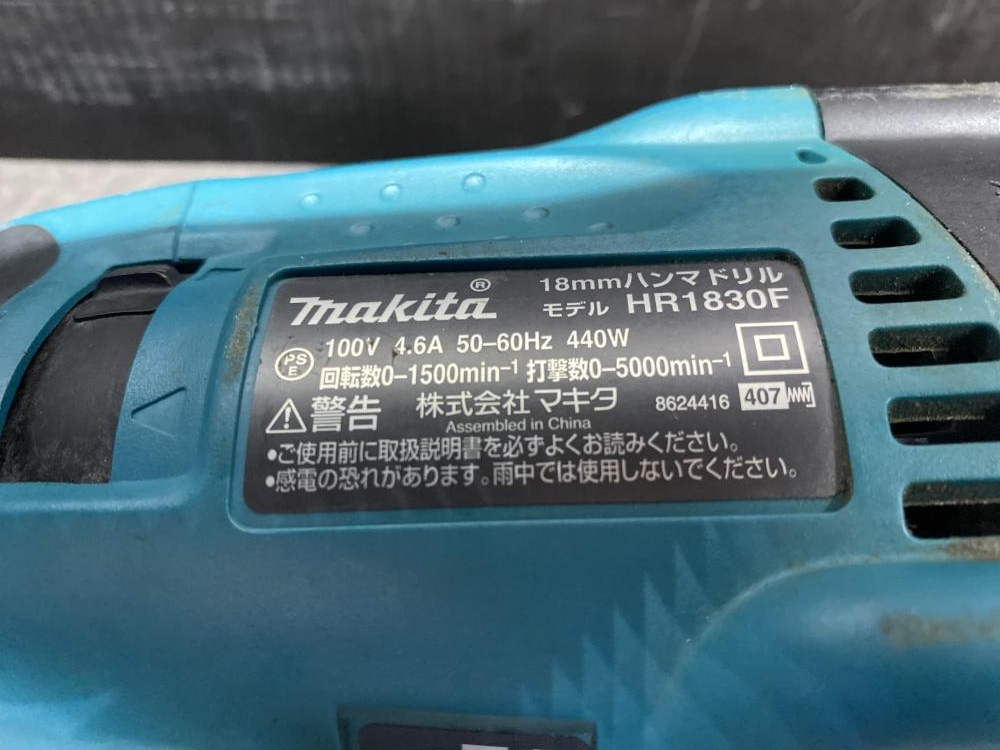 makita®
18mmハンマドリル
モデル HR1830F
PS E
100V 4.6A 50-60Hz 440W
回転数0-1500min⁻¹ 打撃数0-5000min⁻¹
警告 株式会社マキタ 8624416 407
Assembled in China
•ご使用前に取扱説明書を必ずよくお読みください。
•感電の恐れがあります。雨中では使用しないでください。